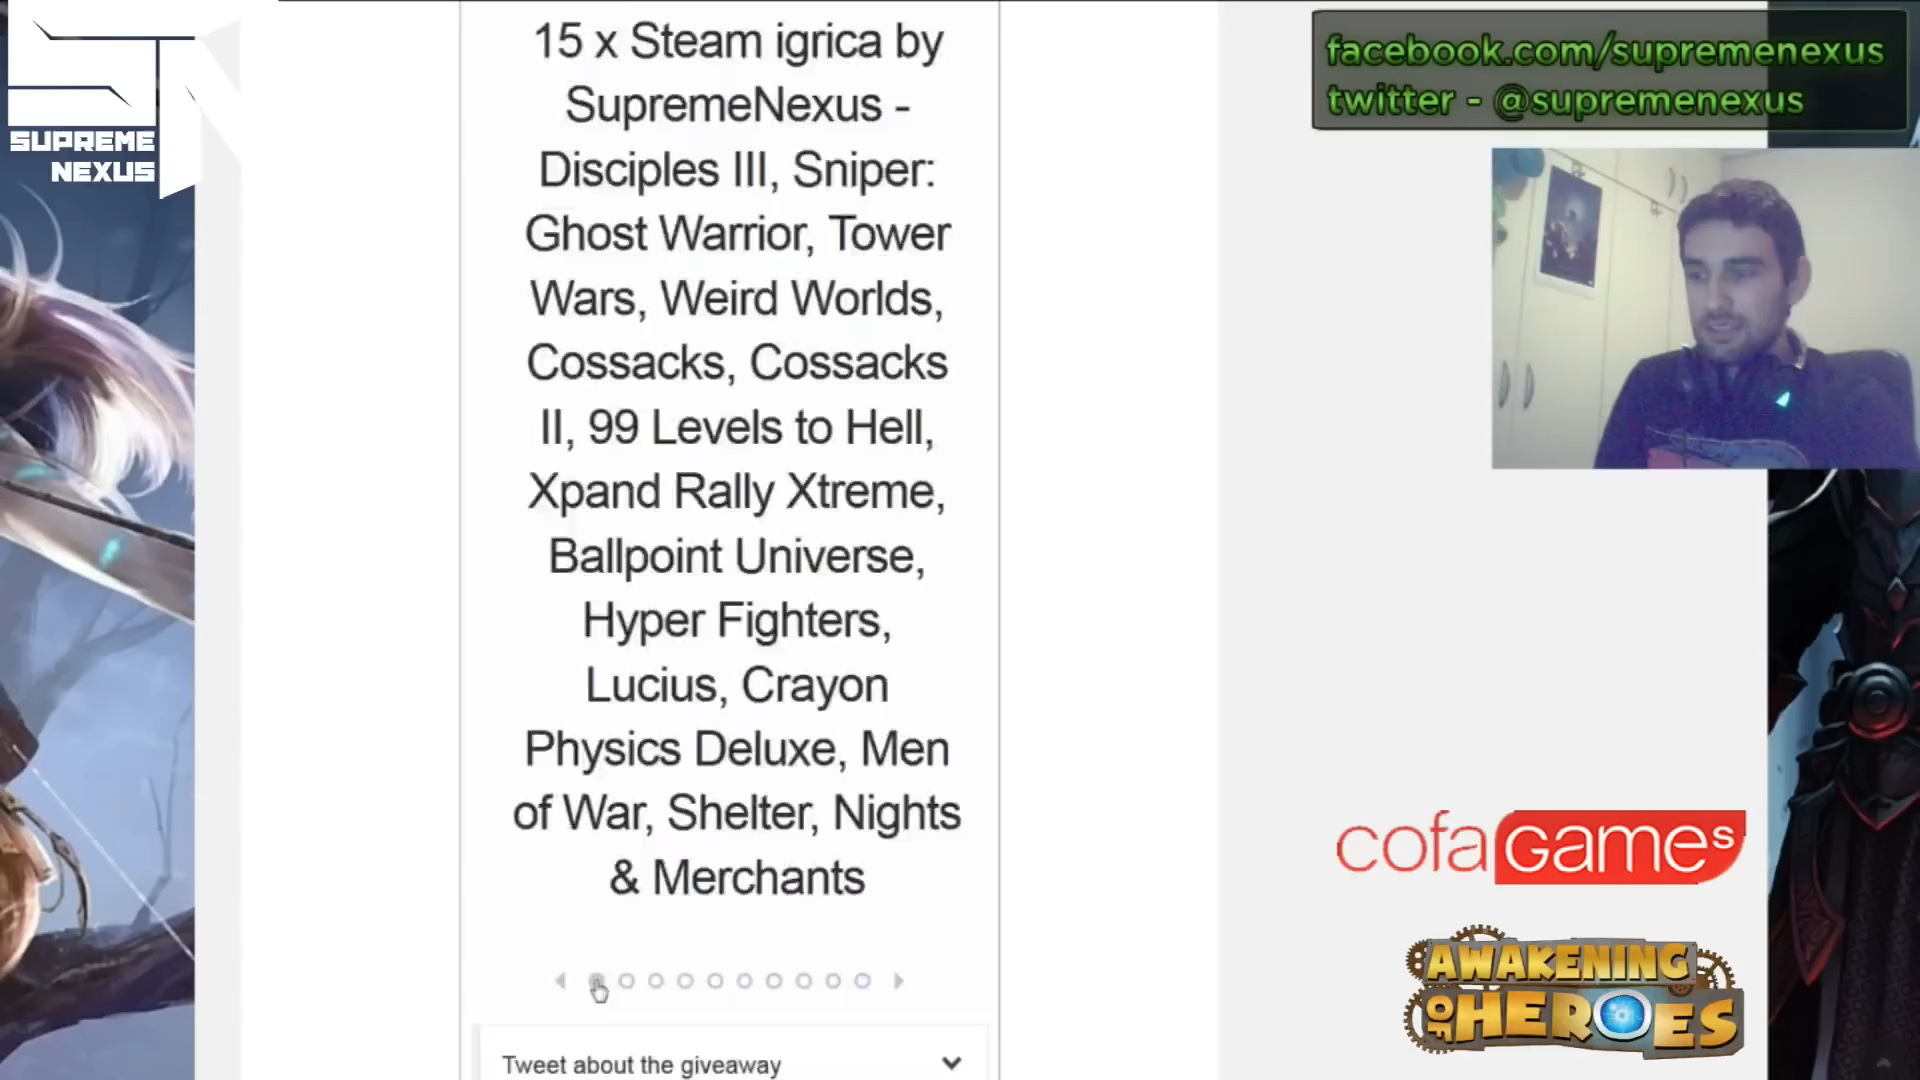 SUPREME
NEXUS
15 x Steam igrica by
SupremeNexus -
Disciples III, Sniper:
Ghost Warrior, Tower
Wars, Weird Worlds,
Cossacks, Cossacks
II, 99 Levels to Hell,
Xpand Rally Xtreme,
Ballpoint Universe,
Hyper Fighters,
Lucius, Crayon
Physics Deluxe, Men
of War, Shelter, Nights
& Merchants
Tweet about the giveaway
facebook.com/supremenexus
twitter - @supremenexus
cofagames
AWAKENING
OF HEROES